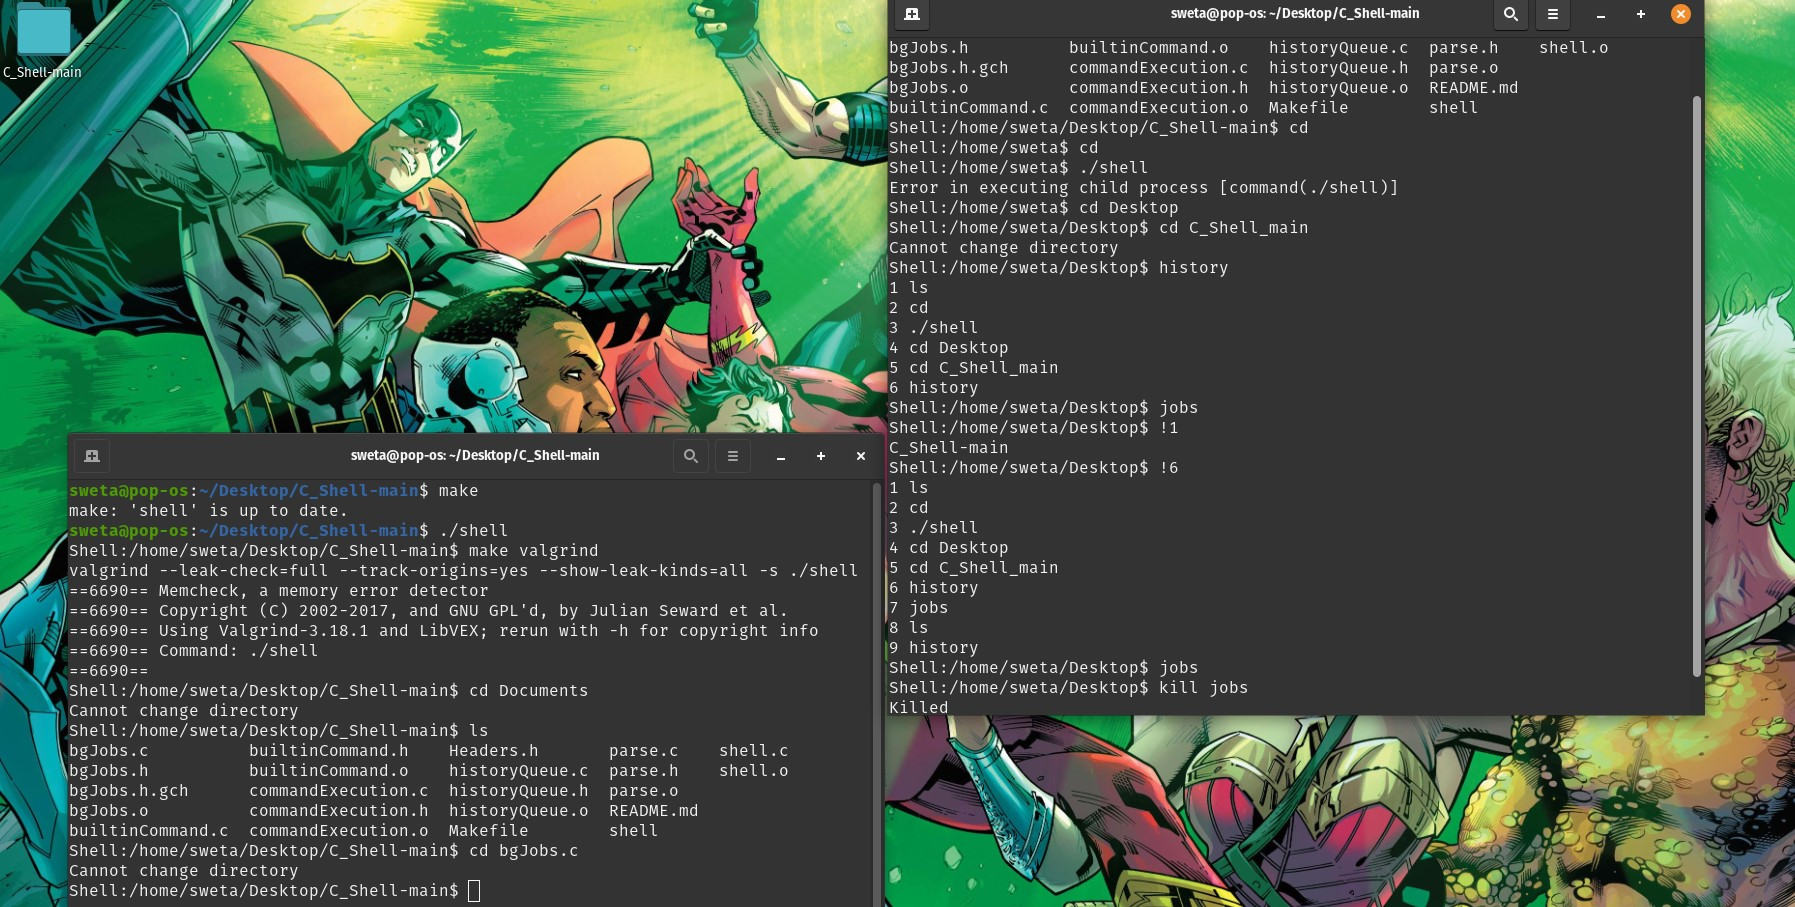 C_Shell-main
sweta@pop-os: ~/Desktop/C_Shell-main
bgJobs.h builtinCommand.o historyQueue.c parse.h shell.o
bgJobs.h.gch commandExecution.c historyQueue.h parse.o
bgJobs.o commandExecution.h historyQueue.o README.md
builtinCommand.c commandExecution.o Makefile shell
Shell:/home/sweta/Desktop/C_Shell-main$ cd
Shell:/home/sweta$ cd
Shell:/home/sweta$ ./shell
Error in executing child process [command(./shell)]
Shell:/home/sweta$ cd Desktop
Shell:/home/sweta/Desktop$ cd C_Shell_main
Cannot change directory
Shell:/home/sweta/Desktop$ history
1 ls
2 cd
3 ./shell
4 cd Desktop
5 cd C_Shell_main
6 history
Shell:/home/sweta/Desktop$ jobs
Shell:/home/sweta/Desktop$ !1
C_Shell-main
Shell:/home/sweta/Desktop$ !6
1 ls
2 cd
3 ./shell
4 cd Desktop
5 cd C_Shell_main
6 history
7 jobs
8 ls
9 history
Shell:/home/sweta/Desktop$ jobs
Shell:/home/sweta/Desktop$ kill jobs
Killed
sweta@pop-os: ~/Desktop/C_Shell-main
sweta@pop-os:~/Desktop/C_Shell-main$ make
make: 'shell' is up to date.
sweta@pop-os:~/Desktop/C_Shell-main$ ./shell
Shell:/home/sweta/Desktop/C_Shell-main$ make valgrind
valgrind --leak-check=full --track-origins=yes --show-leak-kinds=all -s ./shell
==6690== Memcheck, a memory error detector
==6690== Copyright (C) 2002-2017, and GNU GPL'd, by Julian Seward et al.
==6690== Using Valgrind-3.18.1 and LibVEX; rerun with -h for copyright info
==6690== Command: ./shell
==6690==
Shell:/home/sweta/Desktop/C_Shell-main$ cd Documents
Cannot change directory
Shell:/home/sweta/Desktop/C_Shell-main$ ls
bgJobs.c builtinCommand.h Headers.h parse.c shell.c
bgJobs.h builtinCommand.o historyQueue.c parse.h shell.o
bgJobs.h.gch commandExecution.c historyQueue.h parse.o
bgJobs.o commandExecution.h historyQueue.o README.md
builtinCommand.c commandExecution.o Makefile shell
Shell:/home/sweta/Desktop/C_Shell-main$ cd bgJobs.c
Cannot change directory
Shell:/home/sweta/Desktop/C_Shell-main$